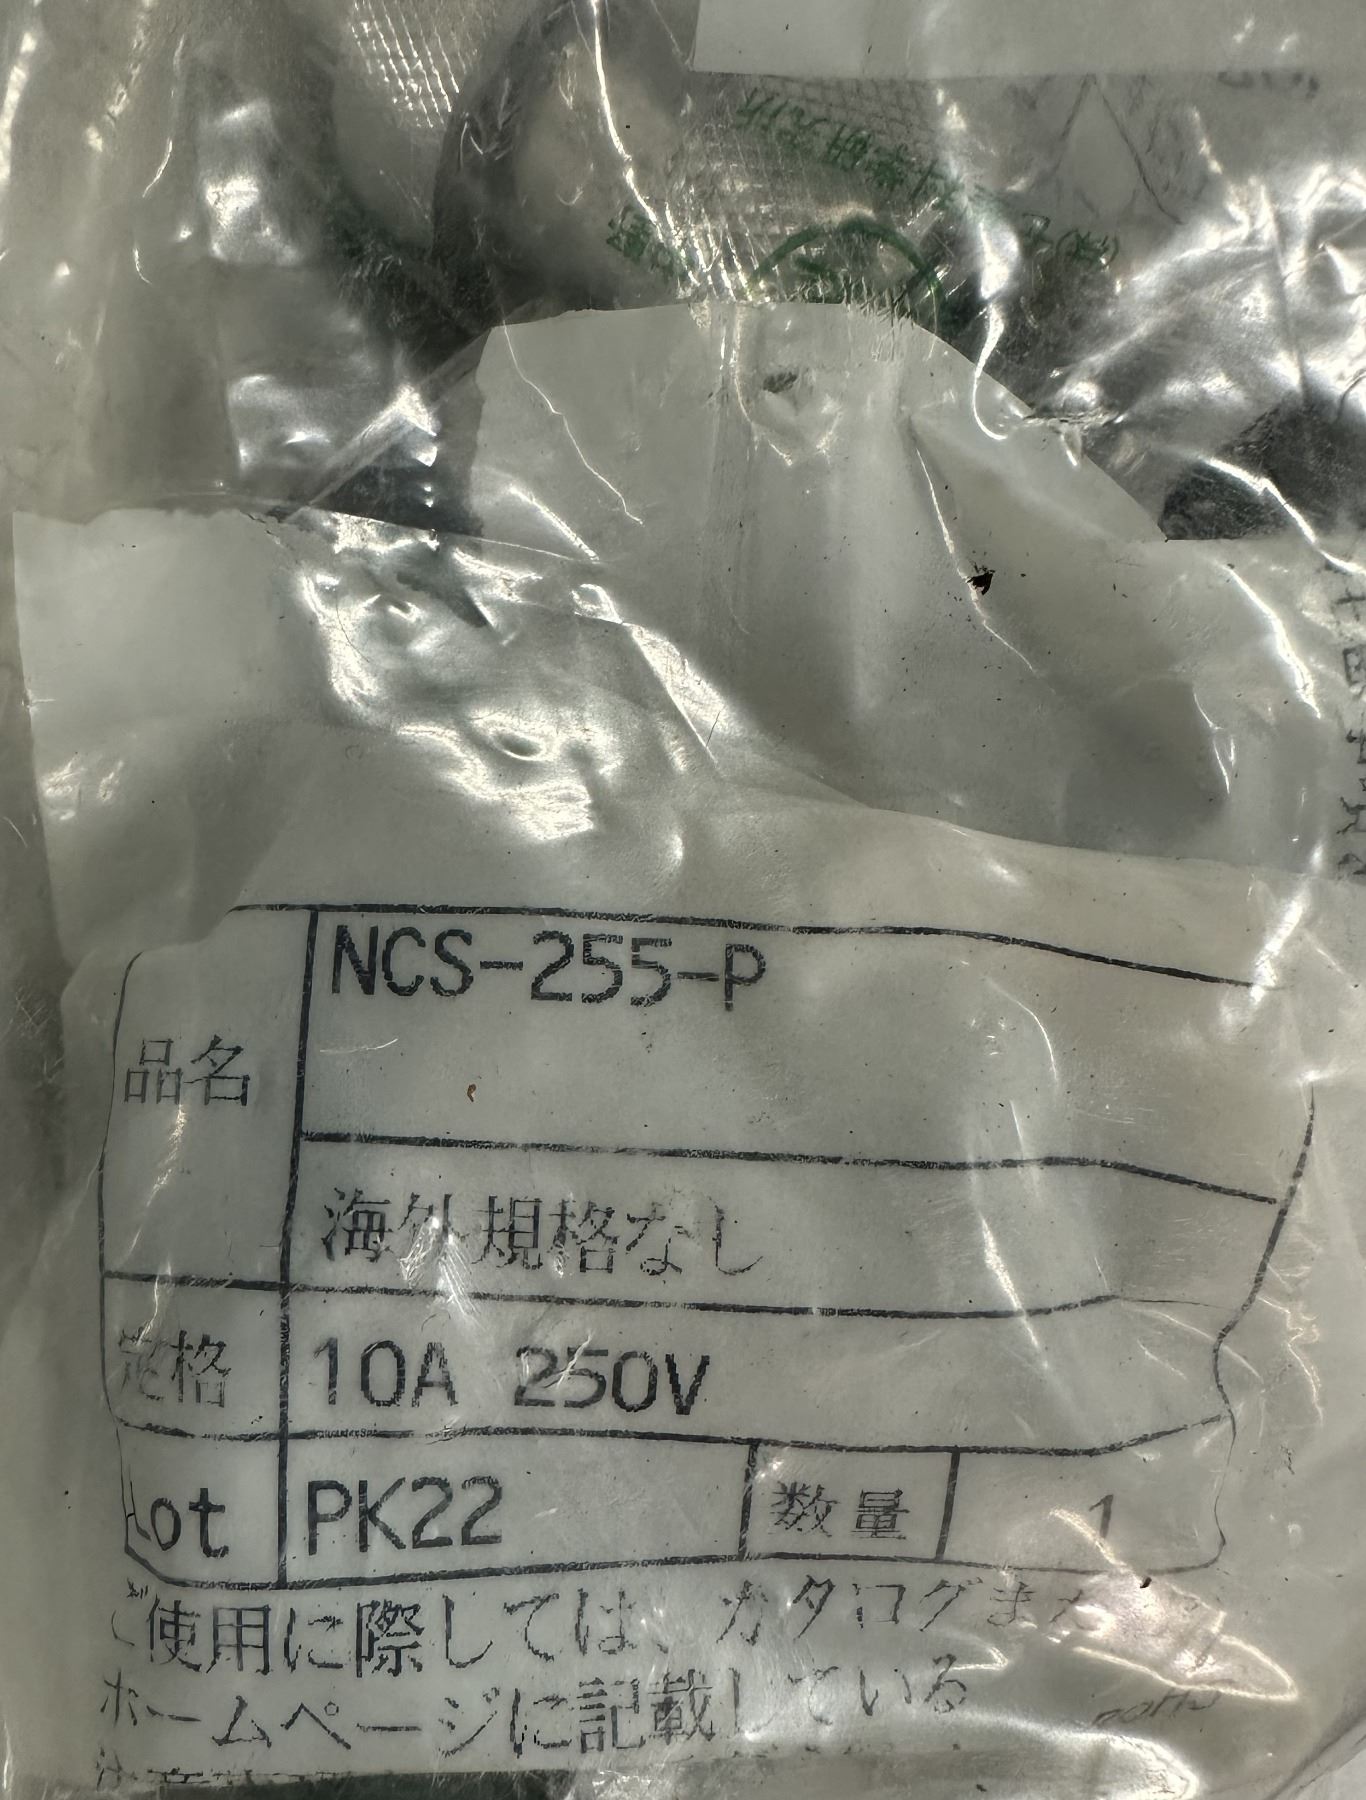 NCS-255-P
品名
海外規格なし
定格 10A 250V
Lot PK22 数量 1
ご使用に際しては、カタログまた
ホームページに記載している